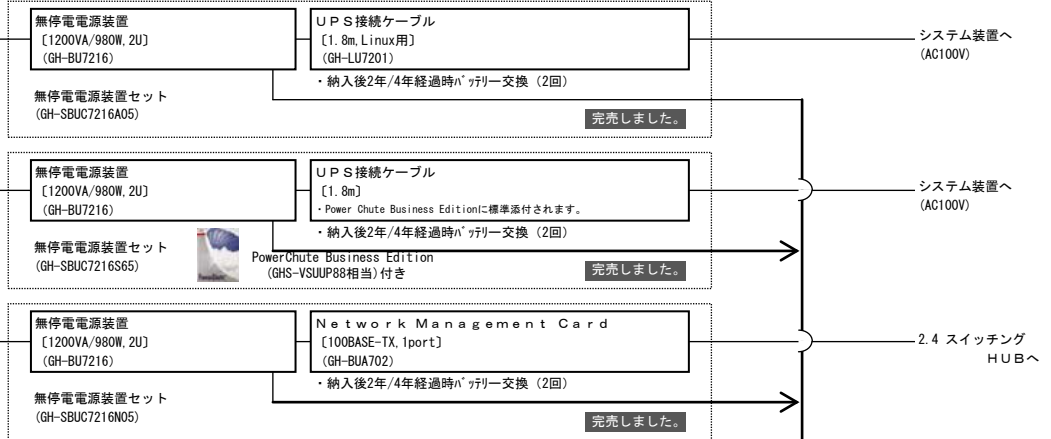 無停電電源装置
〔1200VA/980W,2U〕
(GH-BU7216)
UPS接続ケーブル
〔1.8m,Linux用〕
(GH-LU7201)
システム装置へ
(AC100V)
・納入後2年/4年経過時ﾊﾞｯﾃﾘｰ交換（2回）
無停電電源装置セット
(GH-SBUC7216A05)
完売しました。
無停電電源装置
〔1200VA/980W,2U〕
(GH-BU7216)
UPS接続ケーブル
〔1.8m〕
・Power Chute Business Editionに標準添付されます。
システム装置へ
(AC100V)
・納入後2年/4年経過時ﾊﾞｯﾃﾘｰ交換（2回）
無停電電源装置セット
(GH-SBUC7216S65)
PowerChute Business Edition
(GHS-VSUUP88相当)付き
完売しました。
無停電電源装置
〔1200VA/980W,2U〕
(GH-BU7216)
Network Management Card
〔100BASE-TX,1port〕
(GH-BUA702)
2.4 スイッチング
HUBへ
・納入後2年/4年経過時ﾊﾞｯﾃﾘｰ交換（2回）
無停電電源装置セット
(GH-SBUC7216N05)
完売しました。